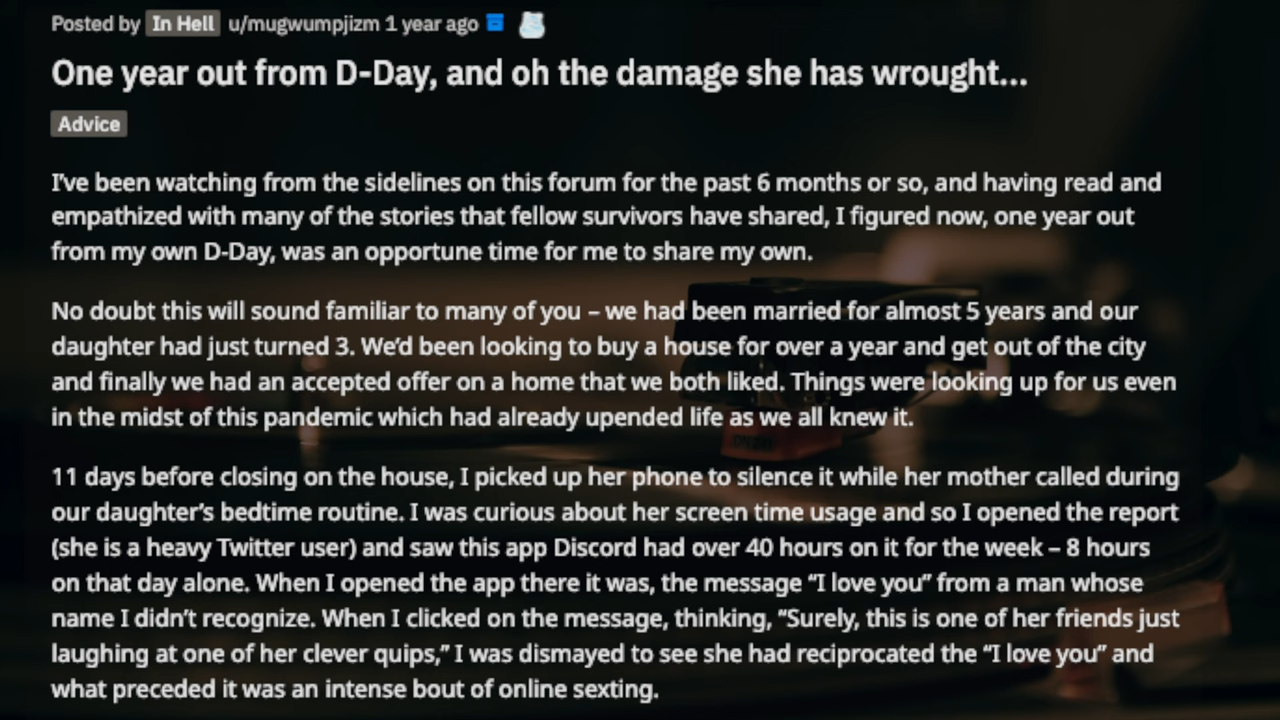 Posted by In Hell u/mugwumpjizm 1 year ago
One year out from D-Day, and oh the damage she has wrought...
Advice
I've been watching from the sidelines on this forum for the past 6 months or so, and having read and
empathized with many of the stories that fellow survivors have shared, I figured now, one year out
from my own D-Day, was an opportune time for me to share my own.
No doubt this will sound familiar to many of you – we had been married for almost 5 years and our
daughter had just turned 3. We'd been looking to buy a house for over a year and get out of the city
and finally we had an accepted offer on a home that we both liked. Things were looking up for us even
in the midst of this pandemic which had already upended life as we all knew it.
11 days before closing on the house, I picked up her phone to silence it while her mother called during
our daughter's bedtime routine. I was curious about her screen time usage and so I opened the report
(she is a heavy Twitter user) and saw this app Discord had over 40 hours on it for the week – 8 hours
on that day alone. When I opened the app there it was, the message “I love you” from a man whose
name I didn't recognize. When I clicked on the message, thinking, “Surely, this is one of her friends just
laughing at one of her clever quips,” I was dismayed to see she had reciprocated the “I love you” and
what preceded it was an intense bout of online sexting.